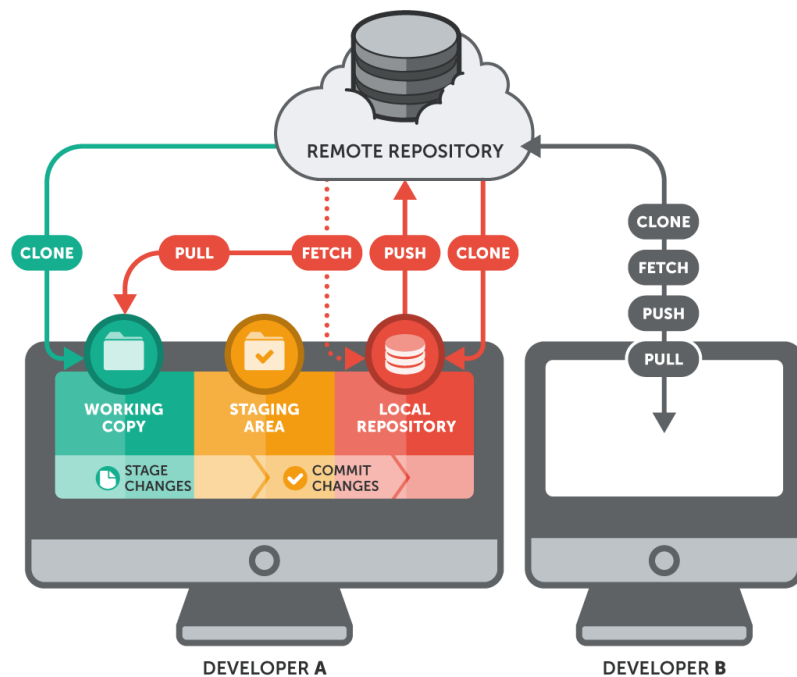 REMOTE REPOSITORY
CLONE
PULL
FETCH
PUSH
CLONE
CLONE
FETCH
PUSH
PULL
WORKING
COPY
STAGING
AREA
LOCAL
REPOSITORY
STAGE
CHANGES
COMMIT
CHANGES
DEVELOPER A
DEVELOPER B